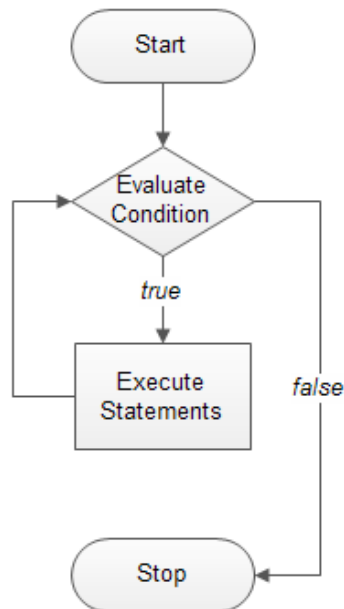 Start
Evaluate
Condition
true
Execute
Statements
false
Stop